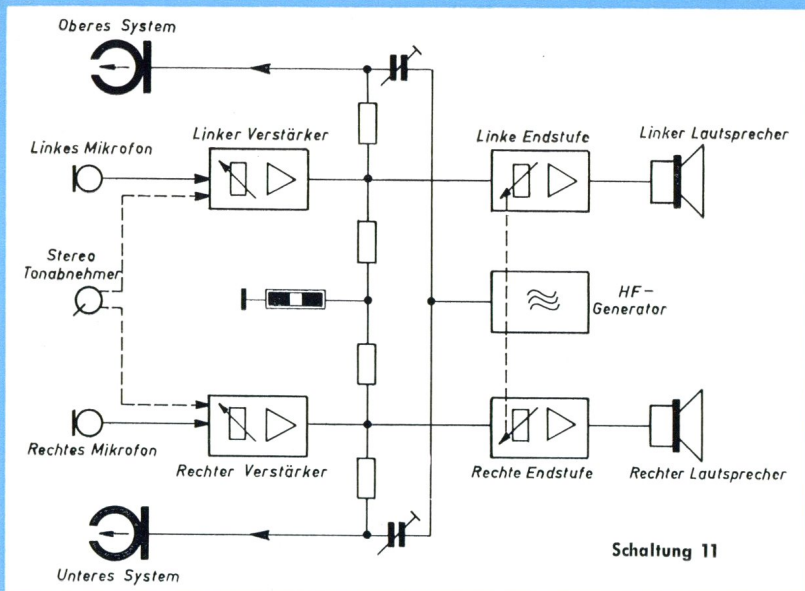 Oberes System
Linker Verstärker
Linke Endstufe
Linker Lautsprecher
Linkes Mikrofon
Stereo
Tonabnehmer
HF-
Generator
Rechtes Mikrofon
Rechter Verstärker
Rechte Endstufe
Rechter Lautsprecher
Schaltung 11
Unteres System